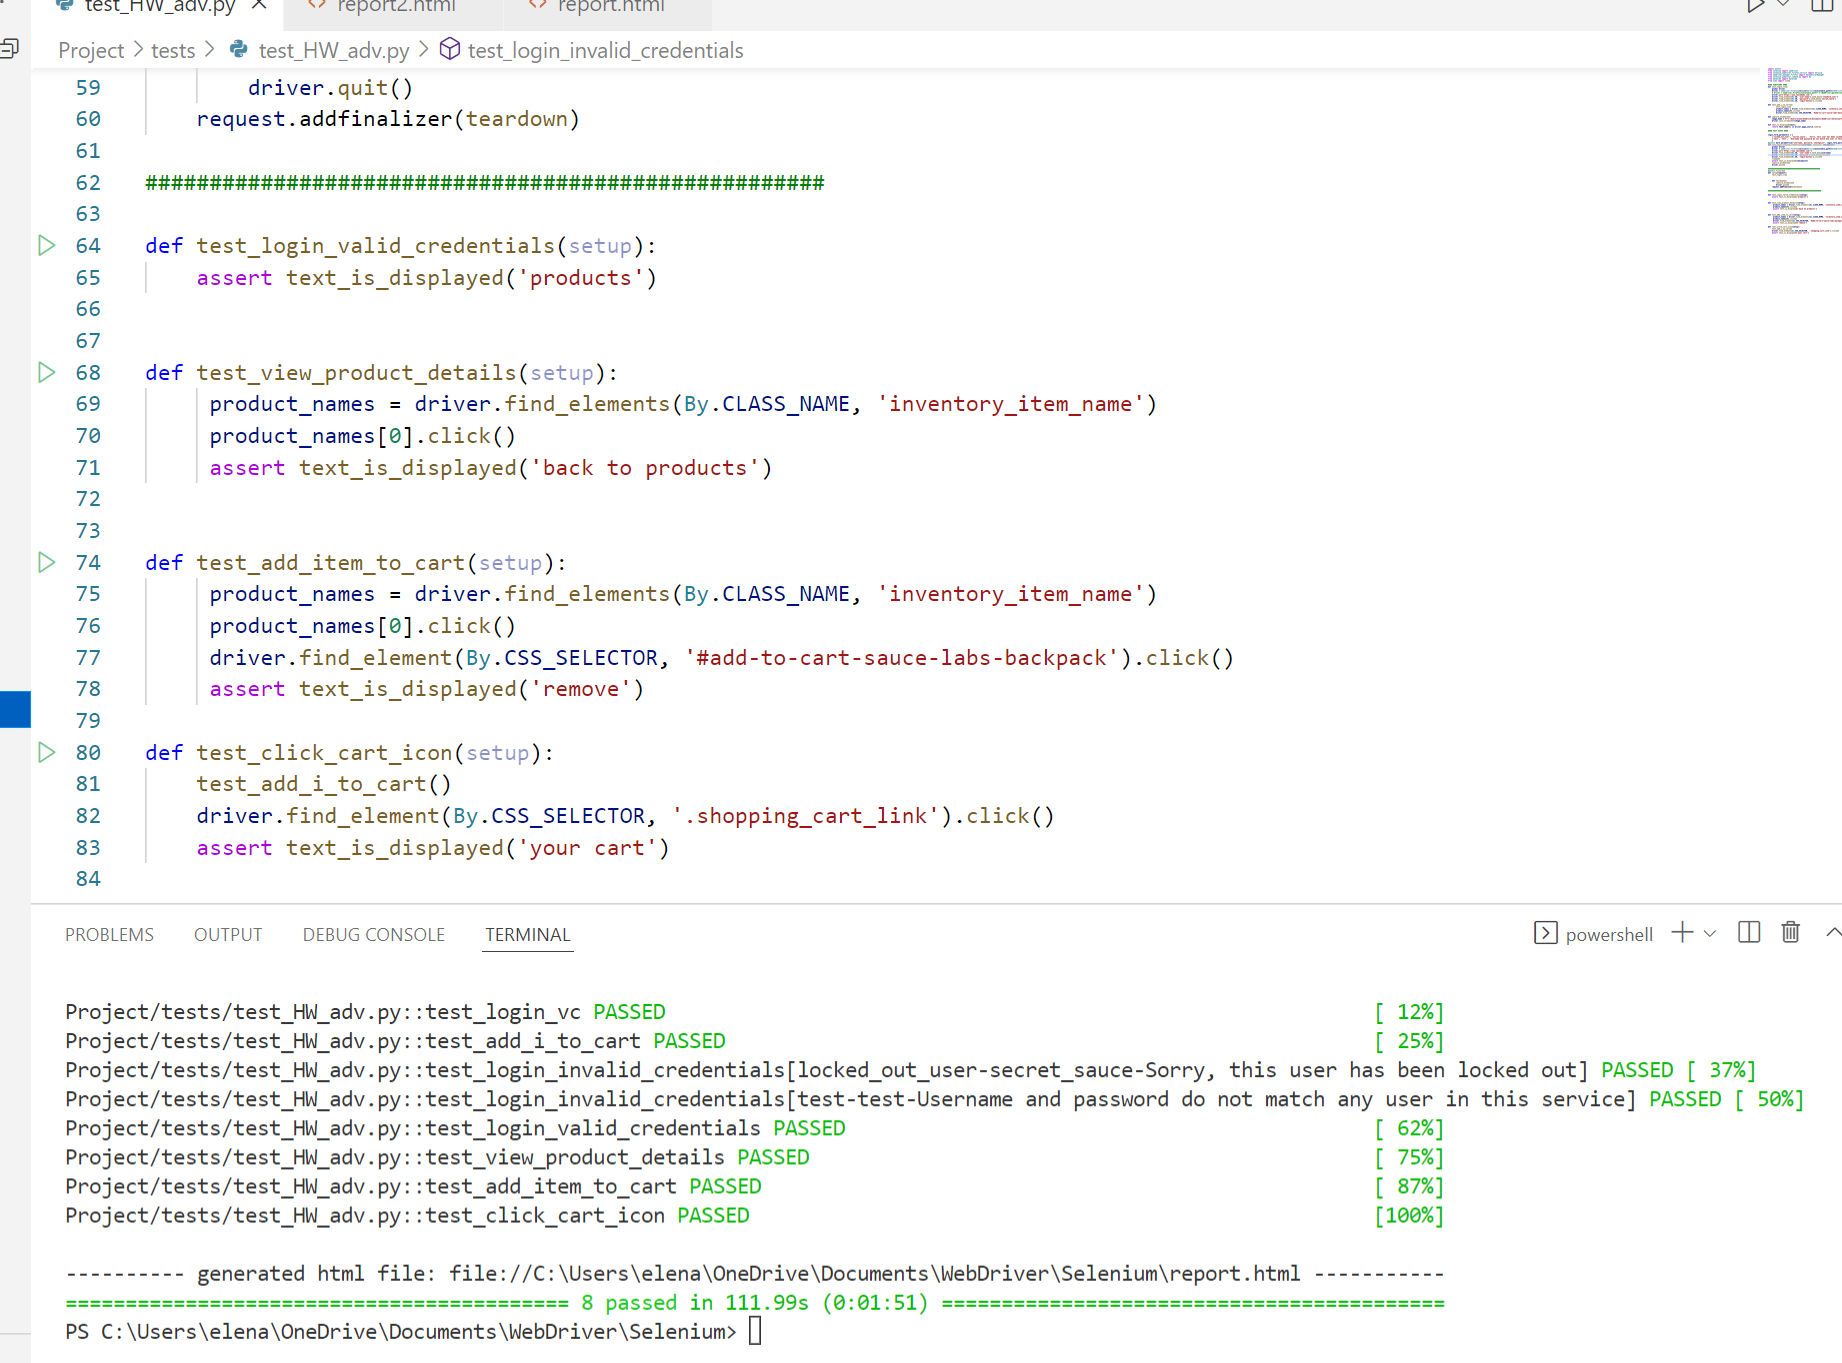 test_HW_adv.py report2.html report.html
Project tests test_HW_adv.py test_login_invalid_credentials
59 driver.quit()
60 request.addfinalizer(teardown)
61
62 #####################################################
63
64 def test_login_valid_credentials(setup):
65 assert text_is_displayed('products')
66
67
68 def test_view_product_details(setup):
69 product_names = driver.find_elements(By.CLASS_NAME, 'inventory_item_name')
70 product_names[0].click()
71 assert text_is_displayed('back to products')
72
73
74 def test_add_item_to_cart(setup):
75 product_names = driver.find_elements(By.CLASS_NAME, 'inventory_item_name')
76 product_names[0].click()
77 driver.find_element(By.CSS_SELECTOR, '#add-to-cart-sauce-labs-backpack').click()
78 assert text_is_displayed('remove')
79
80 def test_click_cart_icon(setup):
81 test_add_i_to_cart()
82 driver.find_element(By.CSS_SELECTOR, '.shopping_cart_link').click()
83 assert text_is_displayed('your cart')
84
PROBLEMS OUTPUT DEBUG CONSOLE TERMINAL powershell
Project/tests/test_HW_adv.py::test_login_vc PASSED [ 12%]
Project/tests/test_HW_adv.py::test_add_i_to_cart PASSED [ 25%]
Project/tests/test_HW_adv.py::test_login_invalid_credentials[locked_out_user-secret_sauce-Sorry, this user has been locked out] PASSED [ 37%]
Project/tests/test_HW_adv.py::test_login_invalid_credentials[test-test-Username and password do not match any user in this service] PASSED [ 50%]
Project/tests/test_HW_adv.py::test_login_valid_credentials PASSED [ 62%]
Project/tests/test_HW_adv.py::test_view_product_details PASSED [ 75%]
Project/tests/test_HW_adv.py::test_add_item_to_cart PASSED [ 87%]
Project/tests/test_HW_adv.py::test_click_cart_icon PASSED [100%]
---------- generated html file: file://C:\Users\elena\OneDrive\Documents\WebDriver\Selenium\report.html -----------
========================================== 8 passed in 111.99s (0:01:51) ==========================================
PS C:\Users\elena\OneDrive\Documents\WebDriver\Selenium>